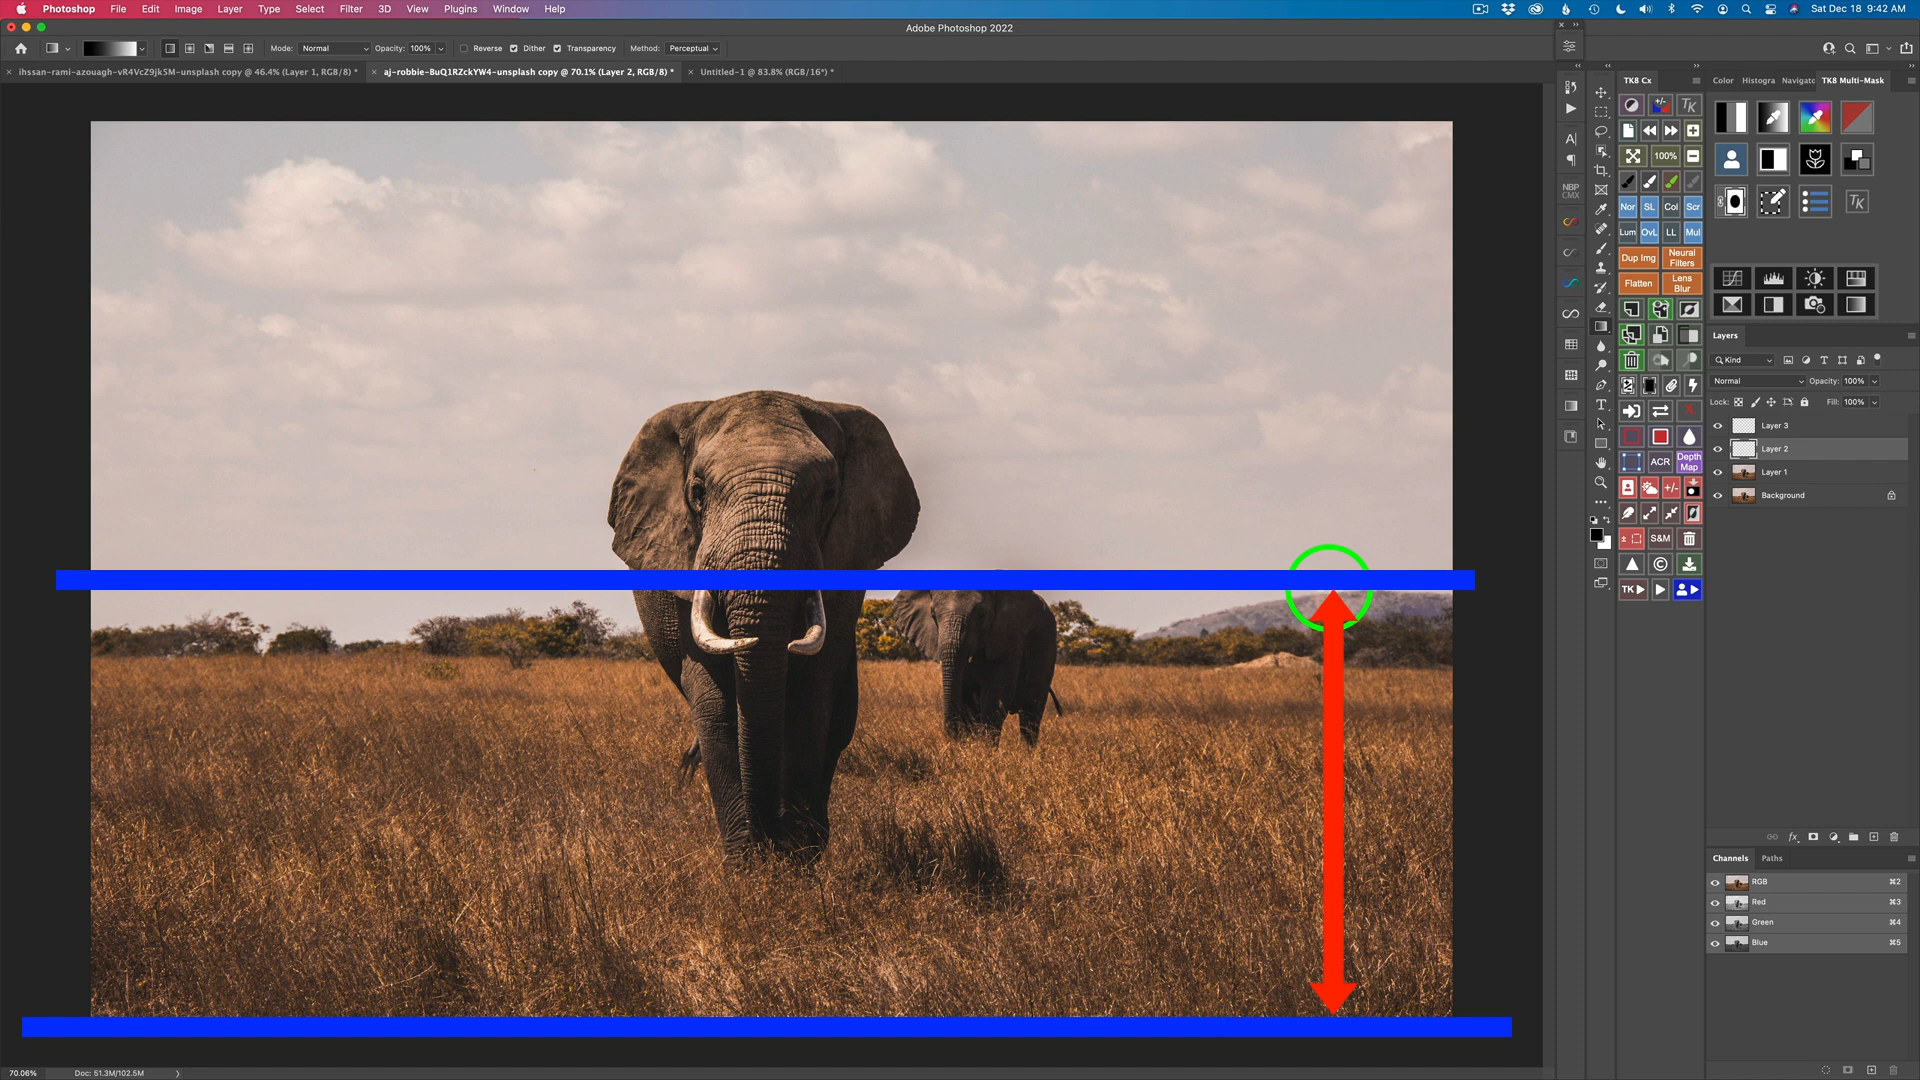 Photoshop File Edit Image Layer Type Select Filter 3D View Plugins Window Help Sat Dec 18 9:42 AM
Adobe Photoshop 2022
Mode: Normal Opacity: 100% Reverse Dither Transparency Method: Perceptual
ihssan-rami-azouagh-vR4VcZ9jk5M-unsplash copy @ 46.4% (Layer 1, RGB/8) *
aj-robbie-BuQ1RZckYW4-unsplash copy @ 70.1% (Layer 2, RGB/8) *
Untitled-1 @ 83.8% (RGB/16*) *
TK8 Cx
Color Histogra Navigato TK8 Multi-Mask
TK
100%
NBP
CMX
Nor SL Col Scr
TK
Lum OvL LL Mul
Dup Img Neural Filters
Flatten Lens Blur
Layers
Kind
Normal Opacity: 100%
Lock: Fill: 100%
Layer 3
Layer 2
ACR Depth Map
Layer 1
Background
+/-
S&M
TK
Channels Paths
RGB ⌘2
Red ⌘3
Green ⌘4
Blue ⌘5
70.06% Doc: 51.3M/102.5M